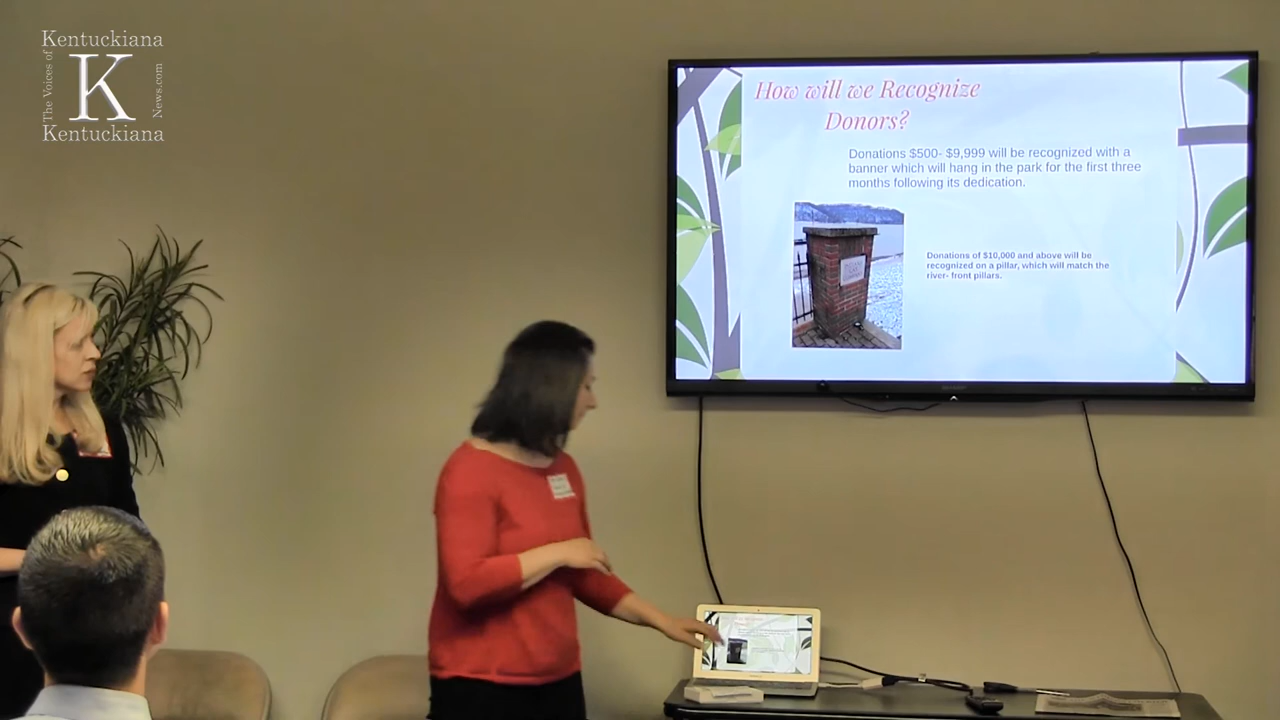 Kentuckiana
The Voices of
K
News.com
Kentuckiana
How will we Recognize
Donors?
Donations $500- $9,999 will be recognized with a
banner which will hang in the park for the first three
months following its dedication.
Donations of $10,000 and above will be
recognized on a pillar, which will match the
river- front pillars.
SHARP